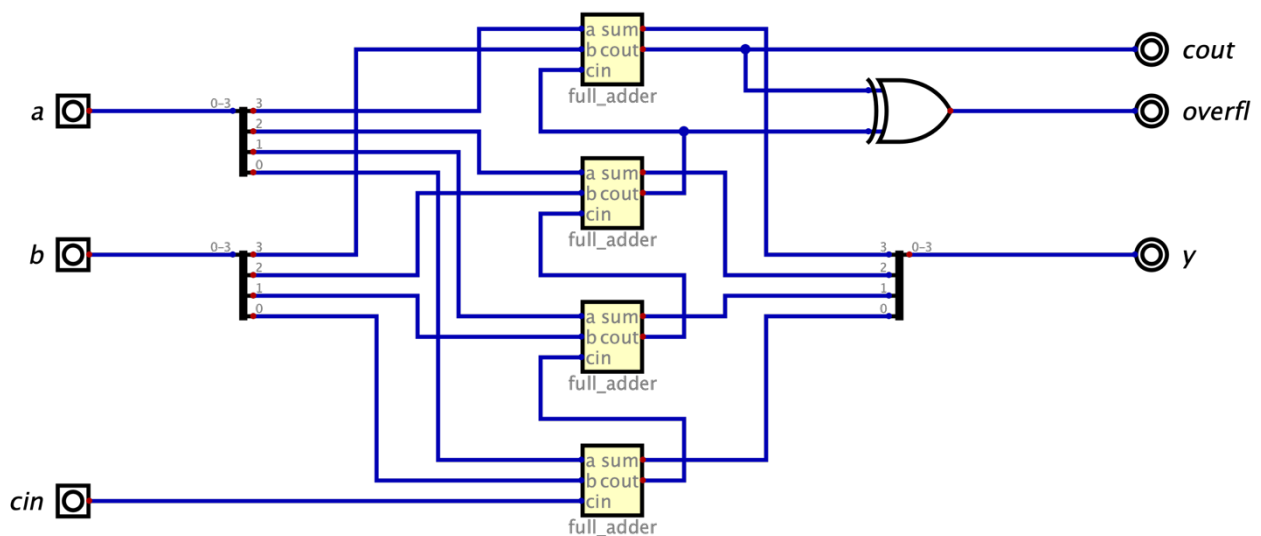 a sum
b cout
cin
full_adder
cout
overfl
a
0-3
3
2
1
0
a sum
b cout
cin
full_adder
b
0-3
3
2
1
0
3
2
1
0
0-3
y
a sum
b cout
cin
full_adder
cin
a sum
b cout
cin
full_adder